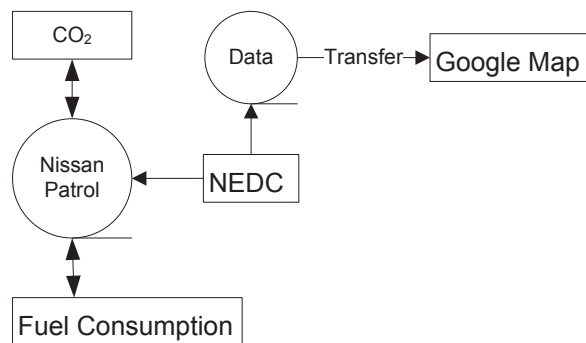 CO₂
Data
Transfer
Google Map
Nissan
Patrol
NEDC
Fuel Consumption